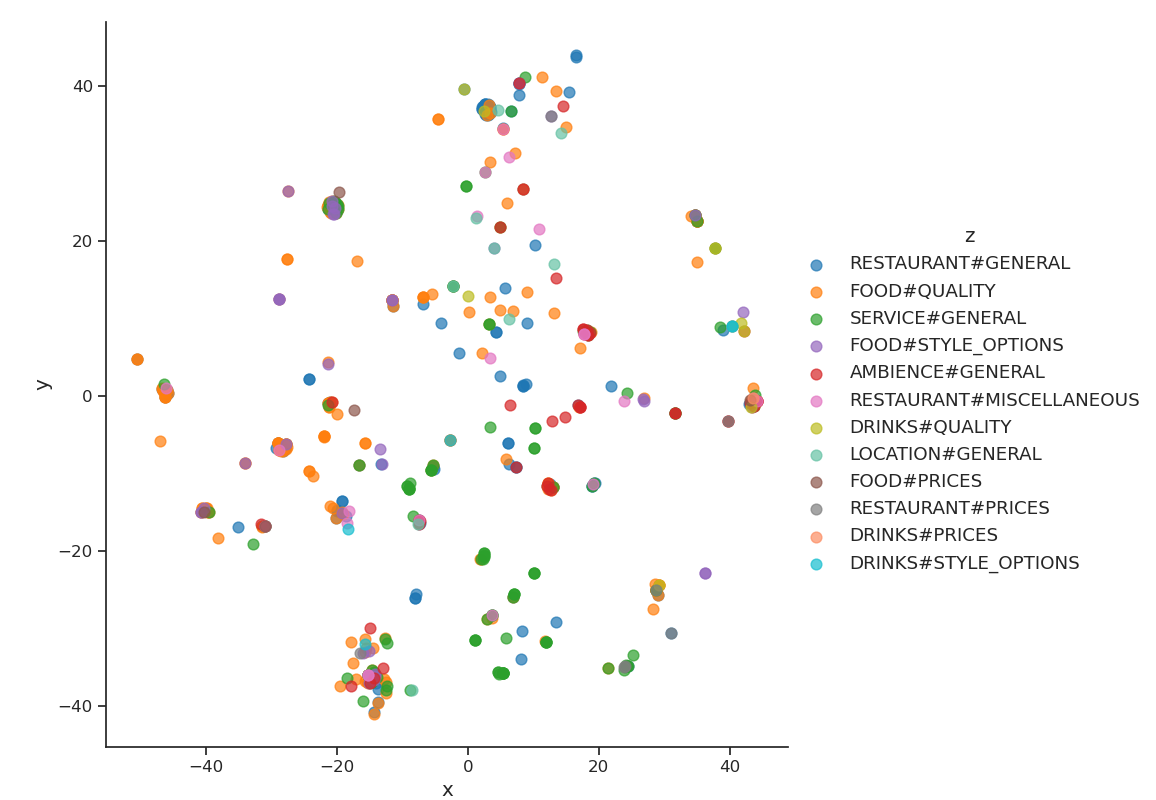 40
20
0
−20
−40
y
−40
−20
0
20
40
x
z
RESTAURANT#GENERAL
FOOD#QUALITY
SERVICE#GENERAL
FOOD#STYLE_OPTIONS
AMBIENCE#GENERAL
RESTAURANT#MISCELLANEOUS
DRINKS#QUALITY
LOCATION#GENERAL
FOOD#PRICES
RESTAURANT#PRICES
DRINKS#PRICES
DRINKS#STYLE_OPTIONS